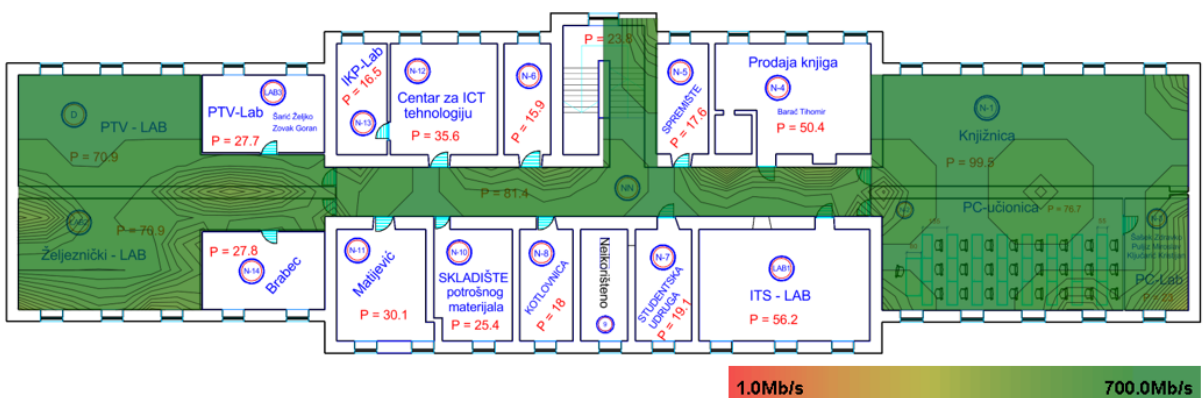 P = 23.8
IKP-Lab
P = 16.5
N-13
N-12
Centar za ICT
tehnologiju
P = 35.6
N-6
P = 15.9
N-5
SPREMIŠTE
P = 17.6
Prodaja knjiga
N-4
Barać Tihomir
P = 50.4
D
PTV - LAB
P = 70.9
LAB3
PTV-Lab
Šarić Željko
Zovak Goran
P = 27.7
N-1
Knjižnica
P = 99.5
P = 81.4
NN
PC-učionica
P = 76.7
P = 76.9
Željeznički - LAB
P = 27.8
N-14
Brabec
N-11
Matijević
P = 30.1
N-10
SKLADIŠTE
potrošnog
materijala
P = 25.4
N-8
KOTLOVNICA
P = 18
Neikorišteno
9
N-7
STUDENTSKA
UDRUGA
P = 19.1
LAB1
ITS - LAB
P = 56.2
PC-Lab
P = 23
1.0Mb/s
700.0Mb/s